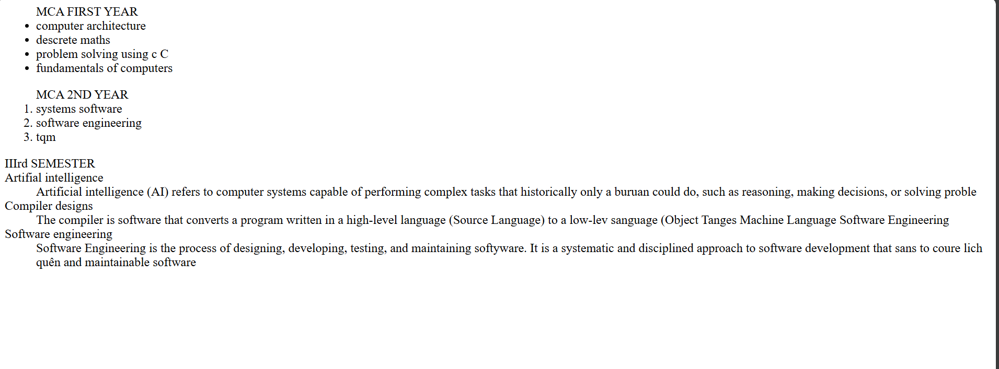 MCA FIRST YEAR
• computer architecture
• descrete maths
• problem solving using c C
• fundamentals of computers
MCA 2ND YEAR
1. systems software
2. software engineering
3. tqm
IIIrd SEMESTER
Artifial intelligence
Artificial intelligence (AI) refers to computer systems capable of performing complex tasks that historically only a buruan could do, such as reasoning, making decisions, or solving proble
Compiler designs
The compiler is software that converts a program written in a high-level language (Source Language) to a low-lev sanguage (Object Tanges Machine Language Software Engineering
Software engineering
Software Engineering is the process of designing, developing, testing, and maintaining softyware. It is a systematic and disciplined approach to software development that sans to coure lich
quên and maintainable software